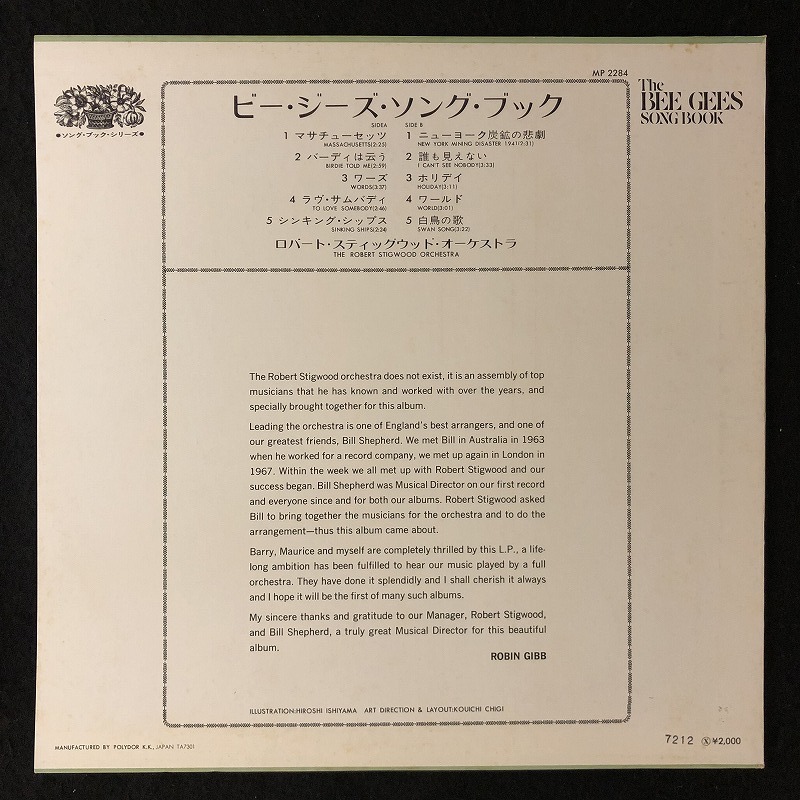 MP 2284
The
BEE GEES
SONG BOOK
●ソング・ブック・シリーズ●
ビー・ジーズ・ソング・ブック
SIDE A
1 マサチューセッツ
MASSACHUSETTS(2:25)
2 バーディは云う
BIRDIE TOLD ME(2:59)
3 ワーズ
WORDS(3:37)
4 ラヴ・サムバディ
TO LOVE SOMEBODY(2:46)
5 シンキング・シップス
SINKING SHIPS(2:24)
SIDE B
1 ニューヨーク炭鉱の悲劇
NEW YORK MINING DISASTER 1941(2:31)
2 誰も見えない
I CAN'T SEE NOBODY(3:33)
3 ホリデイ
HOLIDAY(3:11)
4 ワールド
WORLD(3:01)
5 白鳥の歌
SWAN SONG(3:22)
ロバート・スティッグウッド・オーケストラ
THE ROBERT STIGWOOD ORCHESTRA
The Robert Stigwood orchestra does not exist, it is an assembly of top
musicians that he has known and worked with over the years, and
specially brought together for this album.
Leading the orchestra is one of England's best arrangers, and one of
our greatest friends, Bill Shepherd. We met Bill in Australia in 1963
when he worked for a record company, we met up again in London in
1967. Within the week we all met up with Robert Stigwood and our
success began. Bill Shepherd was Musical Director on our first record
and everyone since and for both our albums. Robert Stigwood asked
Bill to bring together the musicians for the orchestra and to do the
arrangement—thus this album came about.
Barry, Maurice and myself are completely thrilled by this L.P., a life-
long ambition has been fulfilled to hear our music played by a full
orchestra. They have done it splendidly and I shall cherish it always
and I hope it will be the first of many such albums.
My sincere thanks and gratitude to our Manager, Robert Stigwood,
and Bill Shepherd, a truly great Musical Director for this beautiful
album.
ROBIN GIBB
ILLUSTRATION:HIROSHI ISHIYAMA ART DIRECTION & LAYOUT:KOUICHI CHIGI
MANUFACTURED BY POLYDOR K.K., JAPAN TA7301
7212 Ⓧ¥2,000